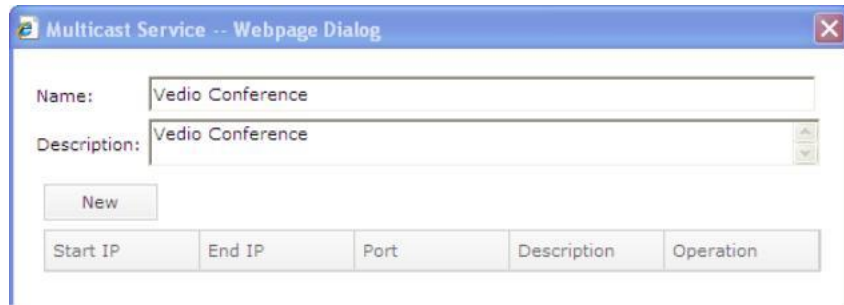 Multicast Service -- Webpage Dialog
Name: Vedio Conference
Description: Vedio Conference
New
Start IP End IP Port Description Operation